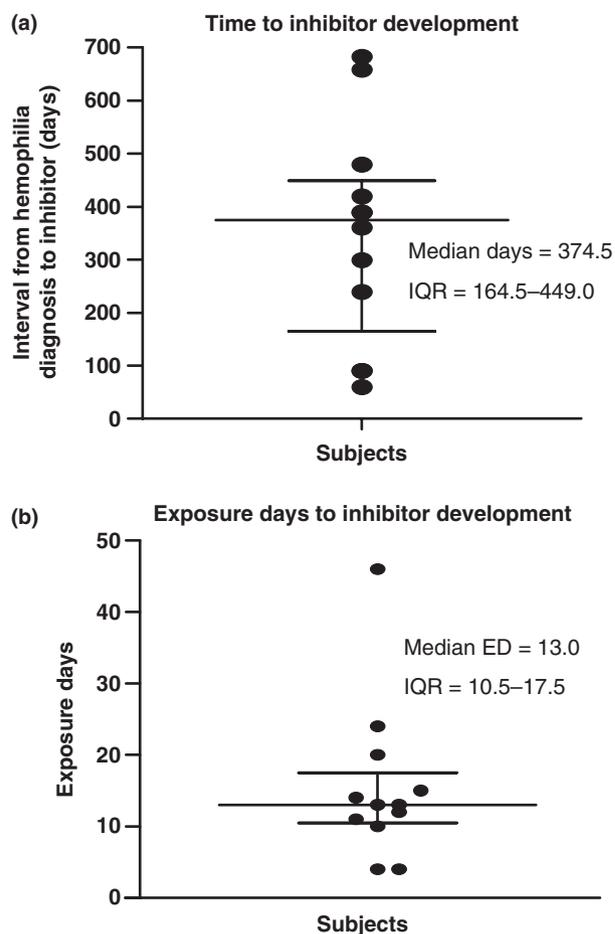 (a)
Time to inhibitor development
Interval from hemophilia
diagnosis to inhibitor (days)
700
600
500
400
300
200
100
0
Median days = 374.5
IQR = 164.5–449.0
Subjects
(b)
Exposure days to inhibitor development
Exposure days
50
40
30
20
10
0
Median ED = 13.0
IQR = 10.5–17.5
Subjects